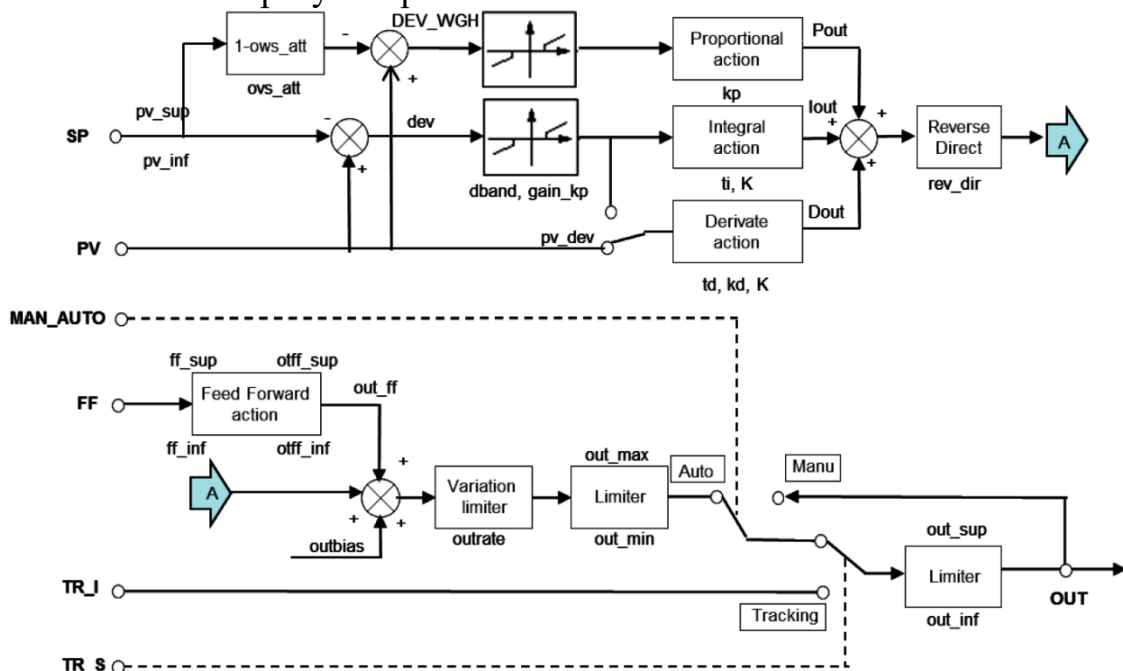 DEV_WGH
1-ows_att
ovs_att
-
+
Proportional
action
kp
Pout
pv_sup
SP
pv_inf
-
+
dev
dband, gain_kp
Integral
action
ti, K
Iout
+
+
+
Reverse
Direct
rev_dir
A
PV
pv_dev
Derivate
action
td, kd, K
Dout
MAN_AUTO
ff_sup
otff_sup
FF
Feed Forward
action
out_ff
ff_inf
otff_inf
A
+
+
+
+
outbias
Variation
limiter
outrate
out_max
Limiter
out_min
Auto
Manu
out_sup
Limiter
out_inf
OUT
TR_I
Tracking
TR_S